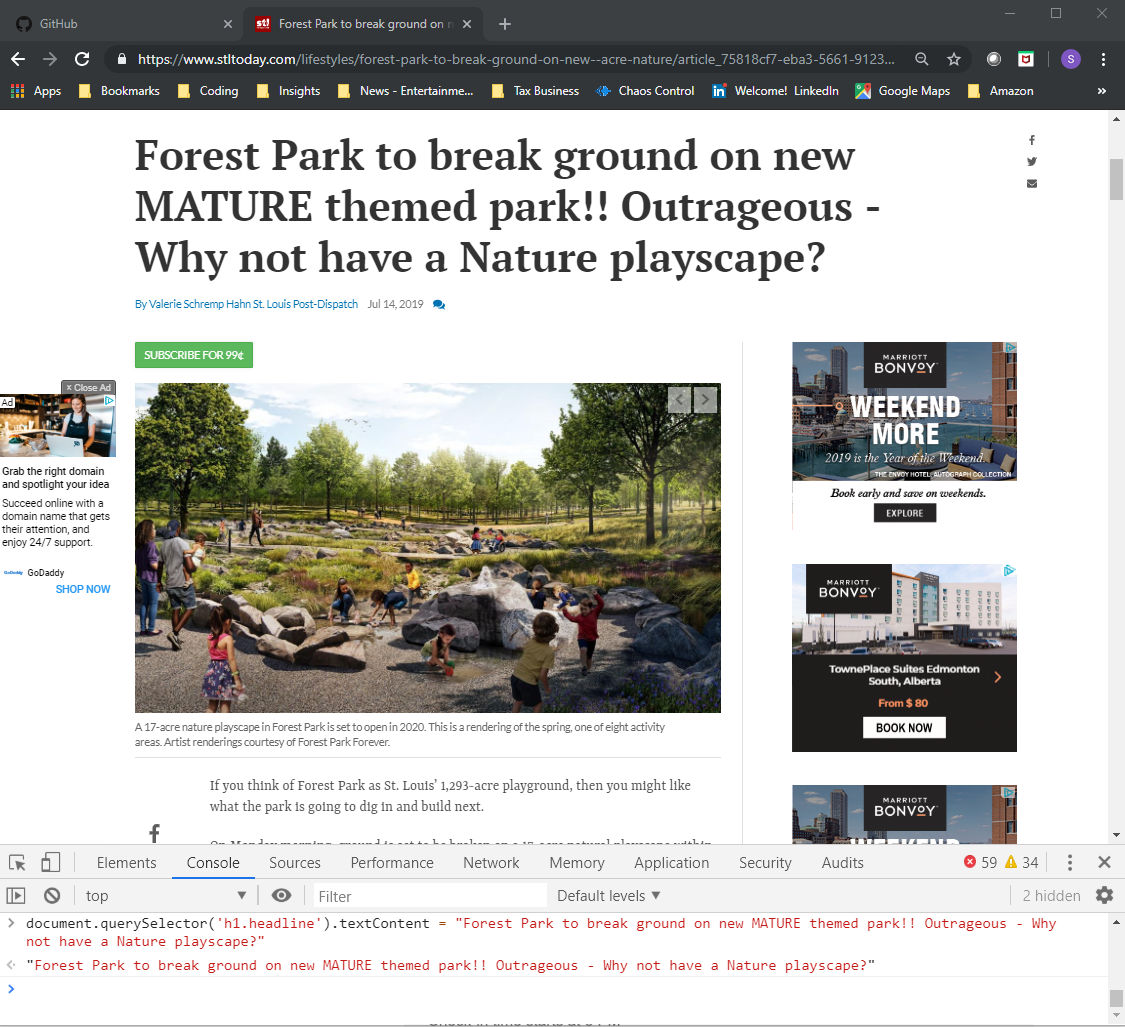 GitHub
stl
Forest Park to break ground on n
https://www.stltoday.com/lifestyles/forest-park-to-break-ground-on-new--acre-nature/article_75818cf7-eba3-5661-9123...
S
Apps
Bookmarks
Coding
Insights
News - Entertainme...
Tax Business
Chaos Control
in
Welcome! LinkedIn
Google Maps
Amazon
»
Forest Park to break ground on new
MATURE themed park!! Outrageous -
Why not have a Nature playscape?
By Valerie Schremp Hahn St. Louis Post-Dispatch Jul 14, 2019
SUBSCRIBE FOR 99¢
× Close Ad
Ad
Grab the right domain
and spotlight your idea
Succeed online with a
domain name that gets
their attention, and
enjoy 24/7 support.
GoDaddy
GoDaddy
SHOP NOW
A 17-acre nature playscape in Forest Park is set to open in 2020. This is a rendering of the spring, one of eight activity
areas. Artist renderings courtesy of Forest Park Forever.
If you think of Forest Park as St. Louis’ 1,293-acre playground, then you might like
what the park is going to dig in and build next.
On Monday morning, ground is set to be broken on a 17-acre natural playscape within
MARRIOTT
BONVOY
WEEKEND
MORE
2019 is the Year of the Weekend.
THE ENVOY HOTEL, AUTOGRAPH COLLECTION
Book early and save on weekends.
EXPLORE
MARRIOTT
BONVOY
TownePlace Suites Edmonton
South, Alberta
From $ 80
BOOK NOW
MARRIOTT
BONVOY
WEEKEND
Elements
Console
Sources
Performance
Network
Memory
Application
Security
Audits
59
34
top
Filter
Default levels
2 hidden
document.querySelector('h1.headline').textContent = "Forest Park to break ground on new MATURE themed park!! Outrageous - Why
not have a Nature playscape?"
"Forest Park to break ground on new MATURE themed park!! Outrageous - Why not have a Nature playscape?"